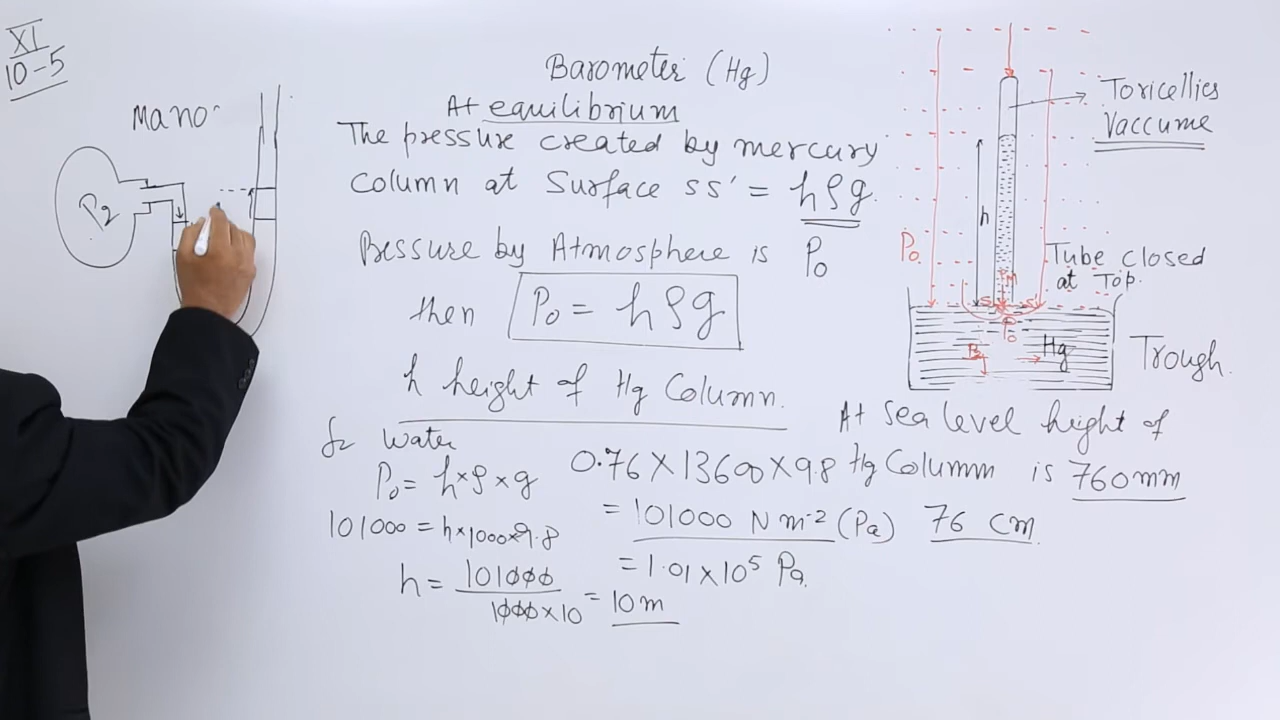 XI
10-5
Mano
P2
Barometer (Hg)
At equilibrium
The pressure created by mercury
Column at Surface ss' = hρg.
Pressure by Atmosphere is P0
then P0 = hρg
h height of Hg Column.
for Water
P0 = h×ρ×g
101000 = h×1000×9.8
h = 101000 / 1000×10 = 10m
0.76×13600×9.8
= 101000 N m-2 (Pa)
= 1.01×10^5 Pa
Toricellies
Vaccume
h
P0
Tube closed
at Top.
S S'
P0
Hg
Trough.
At sea level height of
Hg Column is 760mm
76 cm